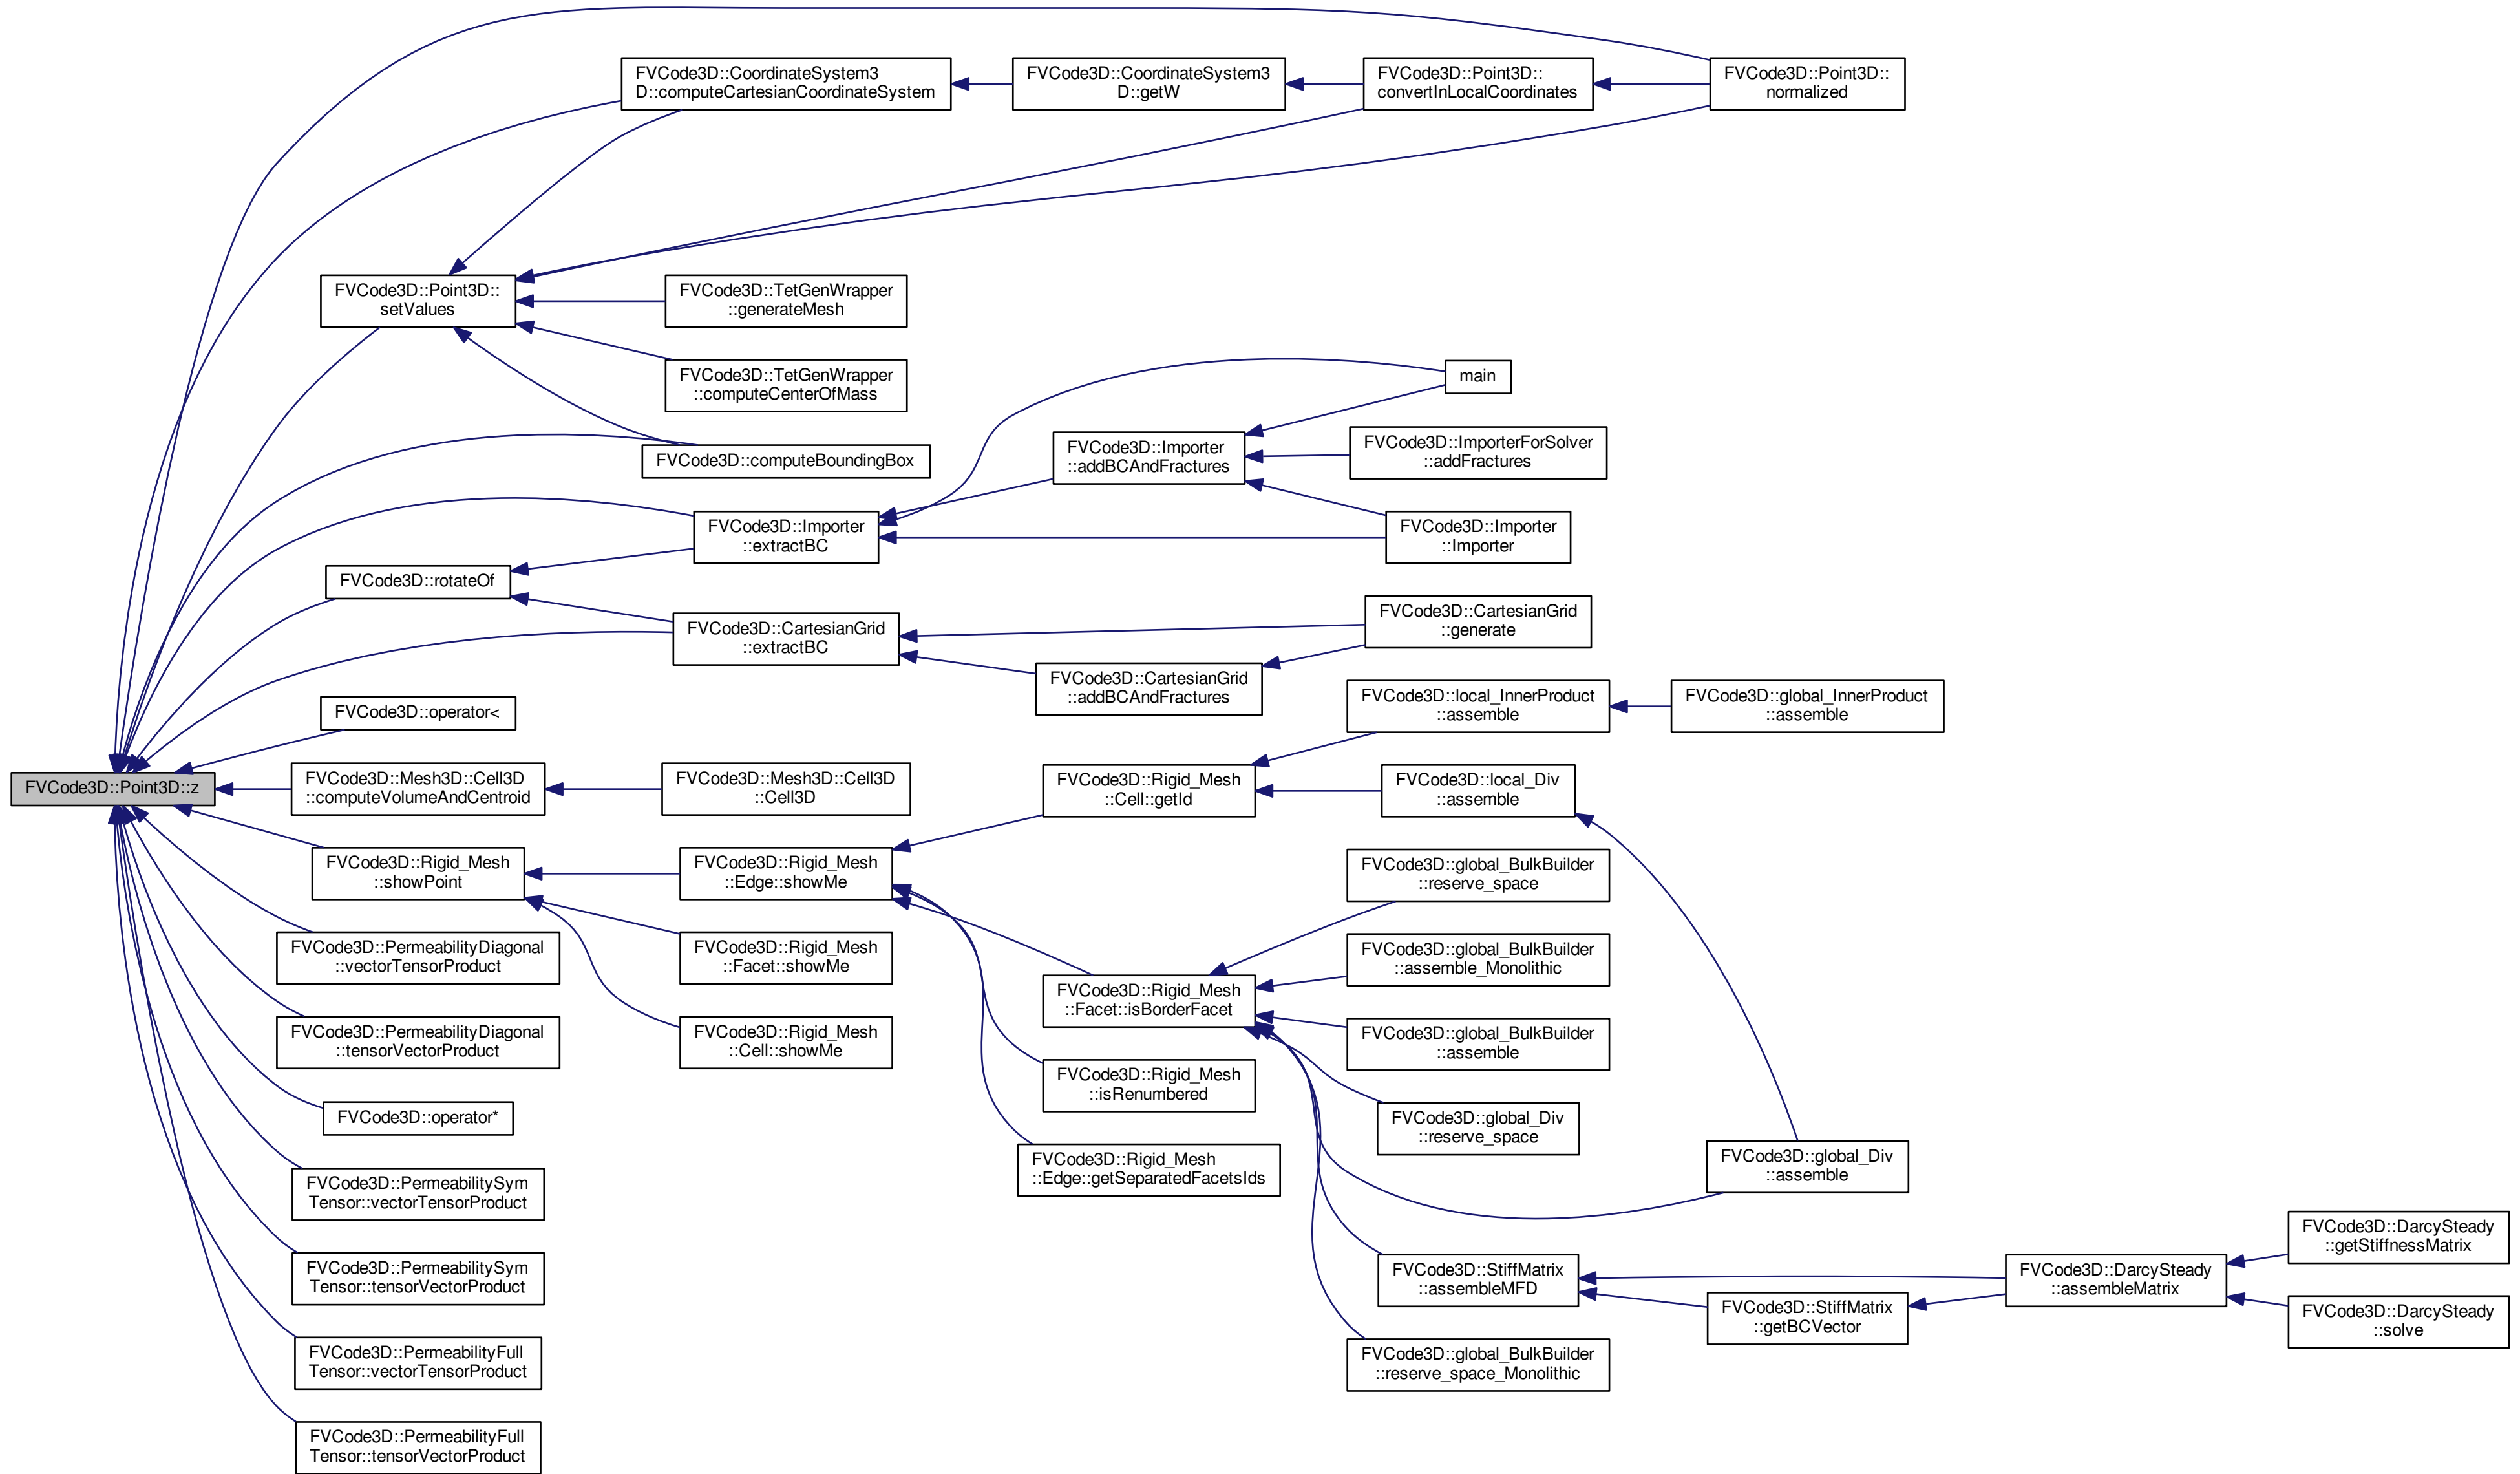 FVCode3D::CoordinateSystem3
D::computeCartesianCoordinateSystem
FVCode3D::CoordinateSystem3
D::getW
FVCode3D::Point3D::
convertInLocalCoordinates
FVCode3D::Point3D::
normalized
FVCode3D::Point3D::
setValues
FVCode3D::TetGenWrapper
::generateMesh
FVCode3D::TetGenWrapper
::computeCenterOfMass
main
FVCode3D::computeBoundingBox
FVCode3D::Importer
::addBCAndFractures
FVCode3D::ImporterForSolver
::addFractures
FVCode3D::Importer
::extractBC
FVCode3D::Importer
::Importer
FVCode3D::rotateOf
FVCode3D::CartesianGrid
::extractBC
FVCode3D::CartesianGrid
::generate
FVCode3D::CartesianGrid
::addBCAndFractures
FVCode3D::operator<
FVCode3D::local_InnerProduct
::assemble
FVCode3D::global_InnerProduct
::assemble
FVCode3D::Point3D::z
FVCode3D::Mesh3D::Cell3D
::computeVolumeAndCentroid
FVCode3D::Mesh3D::Cell3D
::Cell3D
FVCode3D::Rigid_Mesh
::Cell::getId
FVCode3D::local_Div
::assemble
FVCode3D::Rigid_Mesh
::showPoint
FVCode3D::Rigid_Mesh
::Edge::showMe
FVCode3D::global_BulkBuilder
::reserve_space
FVCode3D::PermeabilityDiagonal
::vectorTensorProduct
FVCode3D::Rigid_Mesh
::Facet::showMe
FVCode3D::global_BulkBuilder
::assemble_Monolithic
FVCode3D::Rigid_Mesh
::Facet::isBorderFacet
FVCode3D::PermeabilityDiagonal
::tensorVectorProduct
FVCode3D::Rigid_Mesh
::Cell::showMe
FVCode3D::global_BulkBuilder
::assemble
FVCode3D::Rigid_Mesh
::isRenumbered
FVCode3D::operator*
FVCode3D::global_Div
::reserve_space
FVCode3D::Rigid_Mesh
::Edge::getSeparatedFacetsIds
FVCode3D::global_Div
::assemble
FVCode3D::PermeabilitySym
Tensor::vectorTensorProduct
FVCode3D::DarcySteady
::getStiffnessMatrix
FVCode3D::PermeabilitySym
Tensor::tensorVectorProduct
FVCode3D::StiffMatrix
::assembleMFD
FVCode3D::DarcySteady
::assembleMatrix
FVCode3D::StiffMatrix
::getBCVector
FVCode3D::DarcySteady
::solve
FVCode3D::PermeabilityFull
Tensor::vectorTensorProduct
FVCode3D::global_BulkBuilder
::reserve_space_Monolithic
FVCode3D::PermeabilityFull
Tensor::tensorVectorProduct